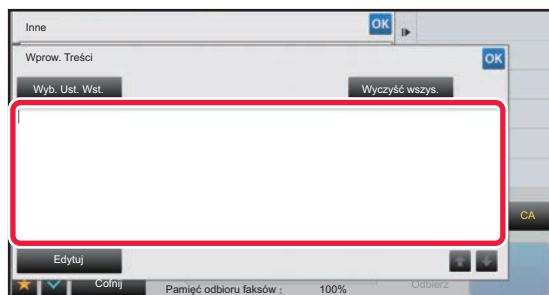 Inne OK
Wprow. Treści OK
Wyb. Ust. Wst. Wyczyść wszys.
CA
Edytuj
Cofnij Pamięć odbioru faksów : 100% Odbierz